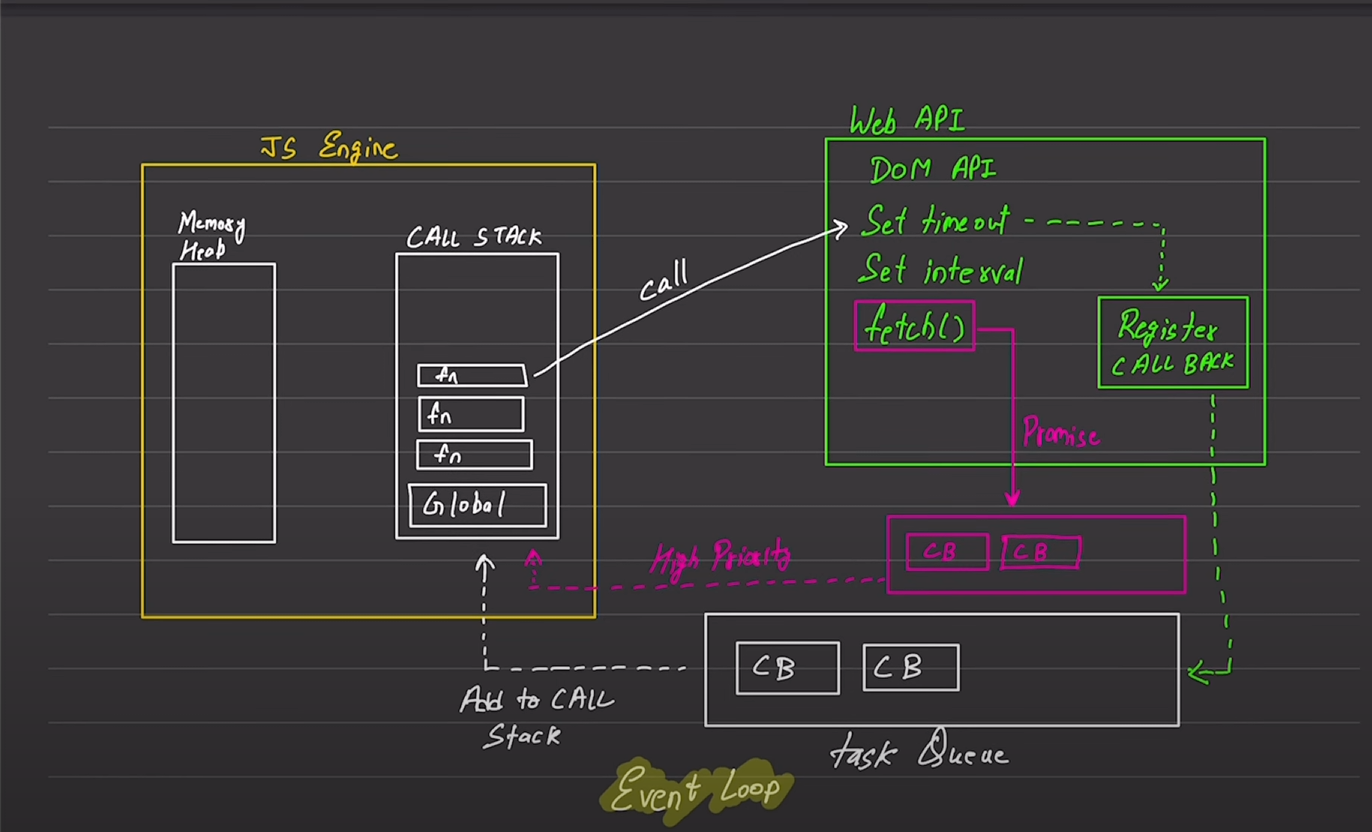 Web API
JS Engine
DOM API
Memory
Heap
CALL STACK
Set timeout
call
Set interval
fetch()
Register
CALL BACK
fn
fn
fn
Promise
Global
High Priority
CB CB
CB CB
Add to CALL
Stack
task Queue
Event Loop